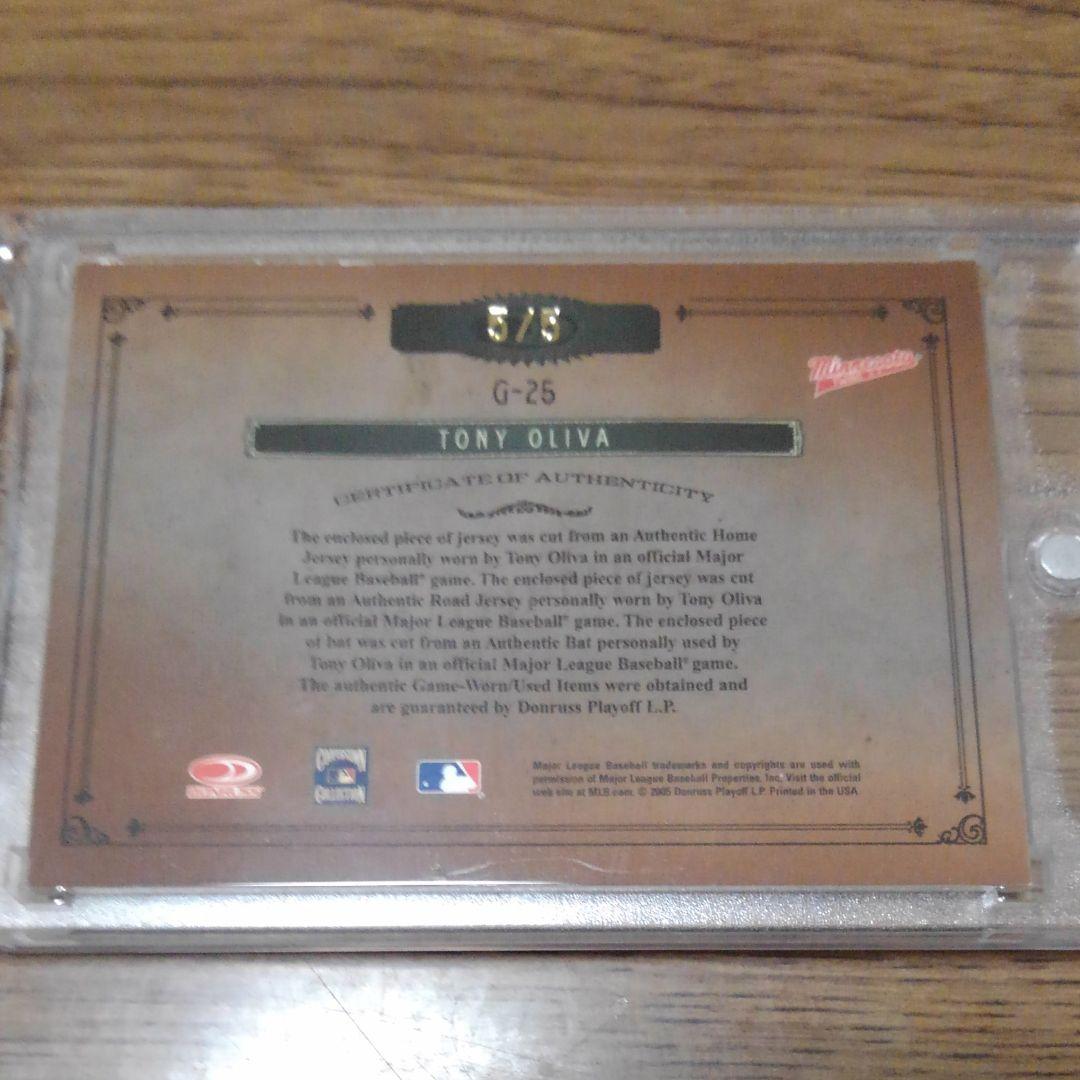 5/5
G-25
Minnesota
TONY OLIVA
CERTIFICATE OF AUTHENTICITY
The enclosed piece of jersey was cut from an Authentic Home
Jersey personally worn by Tony Oliva in an official Major
League Baseball® game. The enclosed piece of jersey was cut
from an Authentic Road Jersey personally worn by Tony Oliva
in an official Major League Baseball® game. The enclosed piece
of bat was cut from an Authentic Bat personally used by
Tony Oliva in an official Major League Baseball® game.
The authentic Game-Worn/Used Items were obtained and
are guaranteed by Donruss Playoff L.P.
COOPERSTOWN
COLLECTION
Major League Baseball trademarks and copyrights are used with
permission of Major League Baseball Properties, Inc. Visit the official
web site at MLB.com. © 2005 Donruss Playoff L.P. Printed in the USA